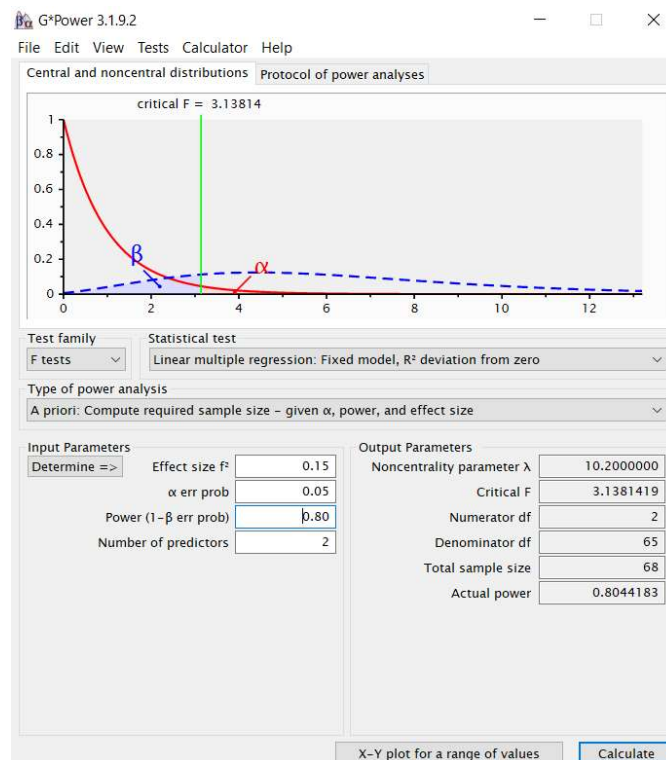 G*Power 3.1.9.2
File Edit View Tests Calculator Help
Central and noncentral distributions Protocol of power analyses
critical F = 3.13814
1
0.8
0.6
0.4
0.2
0
β
α
0 2 4 6 8 10 12
Test family Statistical test
F tests Linear multiple regression: Fixed model, R² deviation from zero
Type of power analysis
A priori: Compute required sample size – given α, power, and effect size
Input Parameters Output Parameters
Determine => Effect size f² 0.15 Noncentrality parameter λ 10.2000000
α err prob 0.05 Critical F 3.1381419
Power (1-β err prob) 0.80 Numerator df 2
Number of predictors 2 Denominator df 65
Total sample size 68
Actual power 0.8044183
X-Y plot for a range of values Calculate